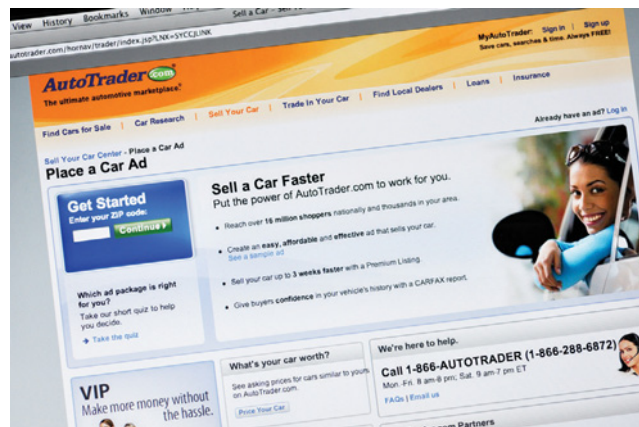 View History Bookmarks Window
Sell a Car -
autotrader.com/hornav/trader/index.jsp?LNX=SYCCJLINK
AutoTrader.com
The ultimate automotive marketplace.®
MyAutoTrader: Sign in | Sign up
Save cars, searches & time. Always FREE!
Find Cars for Sale | Car Research | Sell Your Car | Trade In Your Car | Find Local Dealers | Loans | Insurance
Already have an ad? Log in
Sell Your Car Center - Place a Car Ad
Place a Car Ad
Get Started
Enter your ZIP code:
Continue
Which ad package is right
for you?
Take our short quiz to help
you decide.
Take the quiz
Sell a Car Faster
Put the power of AutoTrader.com to work for you.
• Reach over 16 million shoppers nationally and thousands in your area.
• Create an easy, affordable and effective ad that sells your car.
See a sample ad
• Sell your car up to 3 weeks faster with a Premium Listing.
• Give buyers confidence in your vehicle's history with a CARFAX report.
VIP
Make more money without
the hassle.
What's your car worth?
See asking prices for cars similar to yours
on AutoTrader.com.
Price Your Car
We're here to help.
Call 1-866-AUTOTRADER (1-866-288-6872)
Mon.-Fri. 8 am-8 pm; Sat. 9 am-7 pm ET
FAQs | Email us
.com Partners